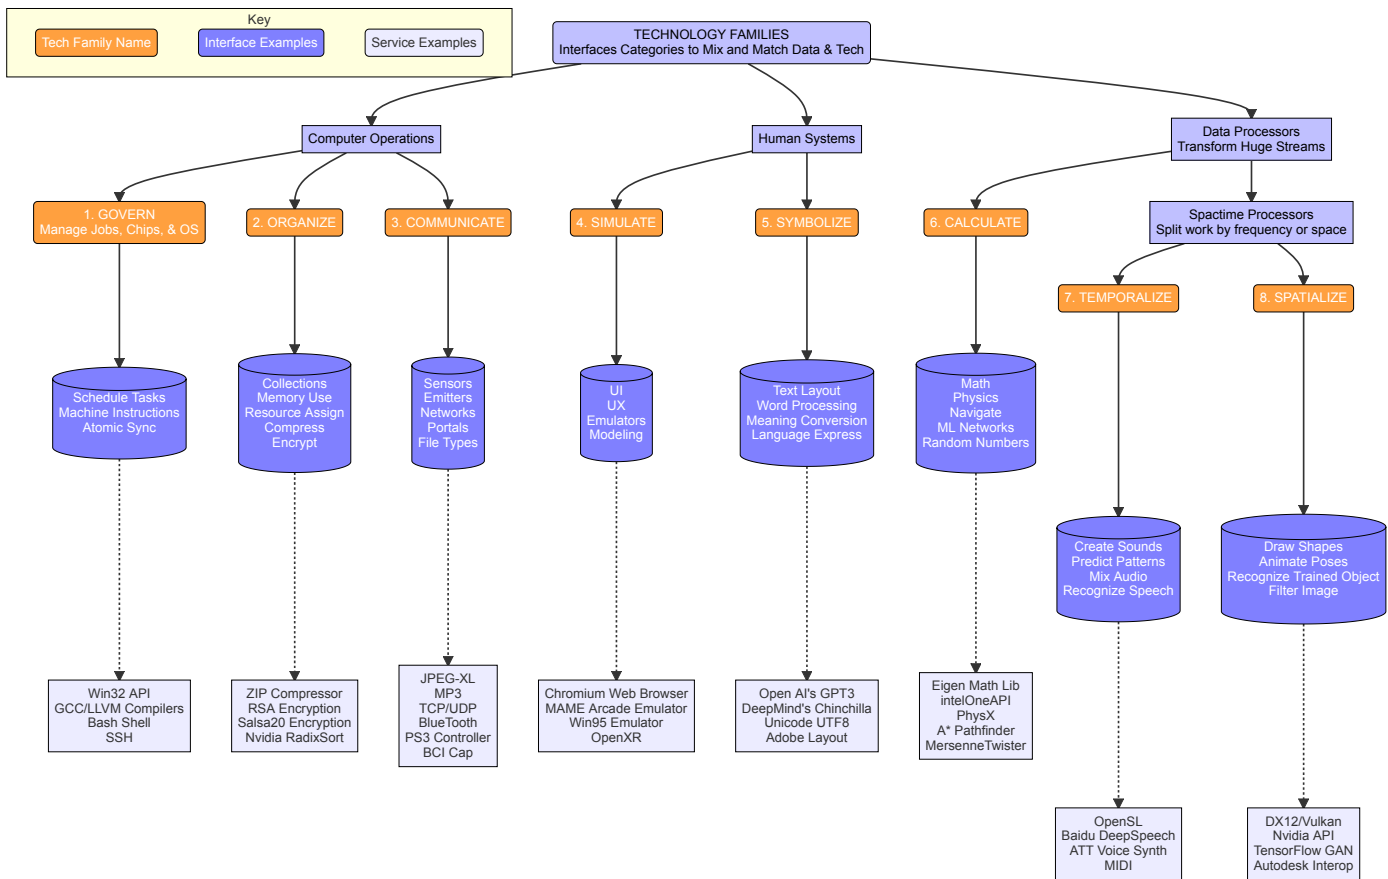 Key
Tech Family Name
Interface Examples
Service Examples
TECHNOLOGY FAMILIES
Interfaces Categories to Mix and Match Data & Tech
Computer Operations
Human Systems
Data Processors
Transform Huge Streams
1. GOVERN
Manage Jobs, Chips, & OS
2. ORGANIZE
3. COMMUNICATE
4. SIMULATE
5. SYMBOLIZE
6. CALCULATE
Spactime Processors
Split work by frequency or space
7. TEMPORALIZE
8. SPATIALIZE
Schedule Tasks
Machine Instructions
Atomic Sync
Collections
Memory Use
Resource Assign
Compress
Encrypt
Sensors
Emitters
Networks
Portals
File Types
UI
UX
Emulators
Modeling
Text Layout
Word Processing
Meaning Conversion
Language Express
Math
Physics
Navigate
ML Networks
Random Numbers
Create Sounds
Predict Patterns
Mix Audio
Recognize Speech
Draw Shapes
Animate Poses
Recognize Trained Object
Filter Image
Win32 API
GCC/LLVM Compilers
Bash Shell
SSH
ZIP Compressor
RSA Encryption
Salsa20 Encryption
Nvidia RadixSort
JPEG-XL
MP3
TCP/UDP
BlueTooth
PS3 Controller
BCI Cap
Chromium Web Browser
MAME Arcade Emulator
Win95 Emulator
OpenXR
Open AI's GPT3
DeepMind's Chinchilla
Unicode UTF8
Adobe Layout
Eigen Math Lib
intelOneAPI
PhysX
A* Pathfinder
MersenneTwister
OpenSL
Baidu DeepSpeech
ATT Voice Synth
MIDI
DX12/Vulkan
Nvidia API
TensorFlow GAN
Autodesk Interop